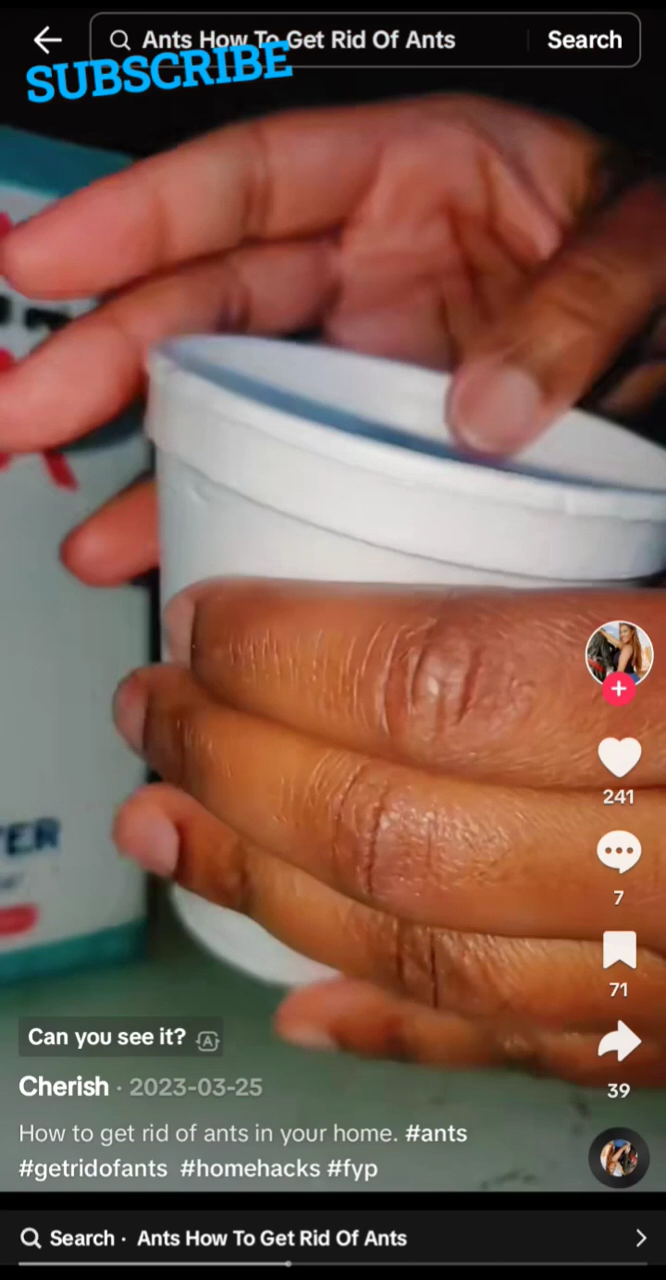 Ants How To Get Rid Of Ants
Search
SUBSCRIBE
TER
241
7
71
39
Can you see it?
Cherish · 2023-03-25
How to get rid of ants in your home. #ants
#getridofants #homehacks #fyp
Search · Ants How To Get Rid Of Ants